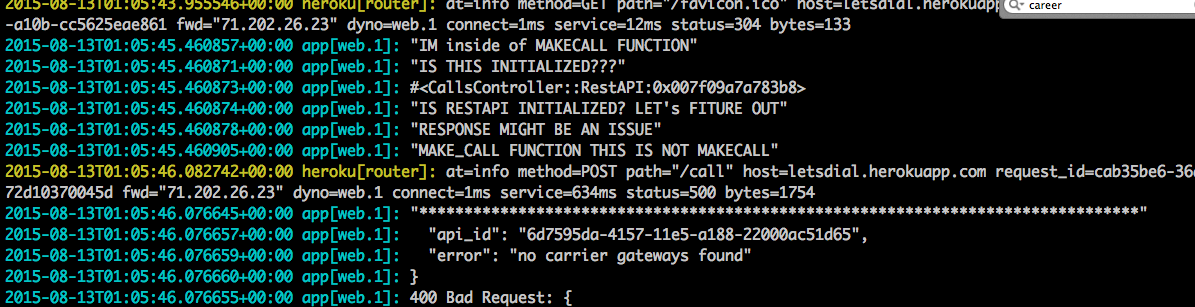 2015-08-13T01:05:43.955546+00:00 heroku[router]: at=info method=GET path="/favicon.ico" host=letsdial.herokuapp
career
-a10b-cc5625eae861 fwd="71.202.26.23" dyno=web.1 connect=1ms service=12ms status=304 bytes=133
2015-08-13T01:05:45.460857+00:00 app[web.1]: "IM inside of MAKECALL FUNCTION"
2015-08-13T01:05:45.460871+00:00 app[web.1]: "IS THIS INITIALIZED???"
2015-08-13T01:05:45.460873+00:00 app[web.1]: #<CallsController::RestAPI:0x007f09a7a783b8>
2015-08-13T01:05:45.460874+00:00 app[web.1]: "IS RESTAPI INITIALIZED? LET's FITURE OUT"
2015-08-13T01:05:45.460878+00:00 app[web.1]: "RESPONSE MIGHT BE AN ISSUE"
2015-08-13T01:05:45.460905+00:00 app[web.1]: "MAKE_CALL FUNCTION THIS IS NOT MAKECALL"
2015-08-13T01:05:46.082742+00:00 heroku[router]: at=info method=POST path="/call" host=letsdial.herokuapp.com request_id=cab35be6-36
72d10370045d fwd="71.202.26.23" dyno=web.1 connect=1ms service=634ms status=500 bytes=1754
2015-08-13T01:05:46.076645+00:00 app[web.1]: "********************************************************************************"
2015-08-13T01:05:46.076657+00:00 app[web.1]: "api_id": "6d7595da-4157-11e5-a188-22000ac51d65",
2015-08-13T01:05:46.076659+00:00 app[web.1]: "error": "no carrier gateways found"
2015-08-13T01:05:46.076660+00:00 app[web.1]: }
2015-08-13T01:05:46.076655+00:00 app[web.1]: 400 Bad Request: {